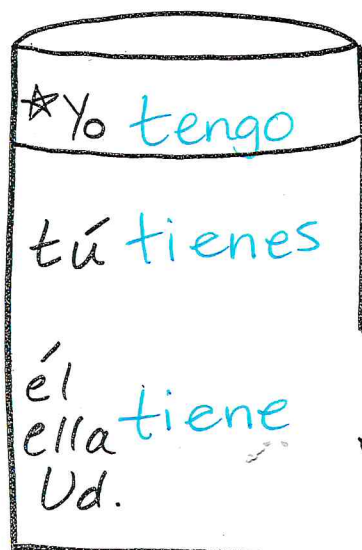 ☆Yo tengo
tú tienes
él
ella tiene
Ud.